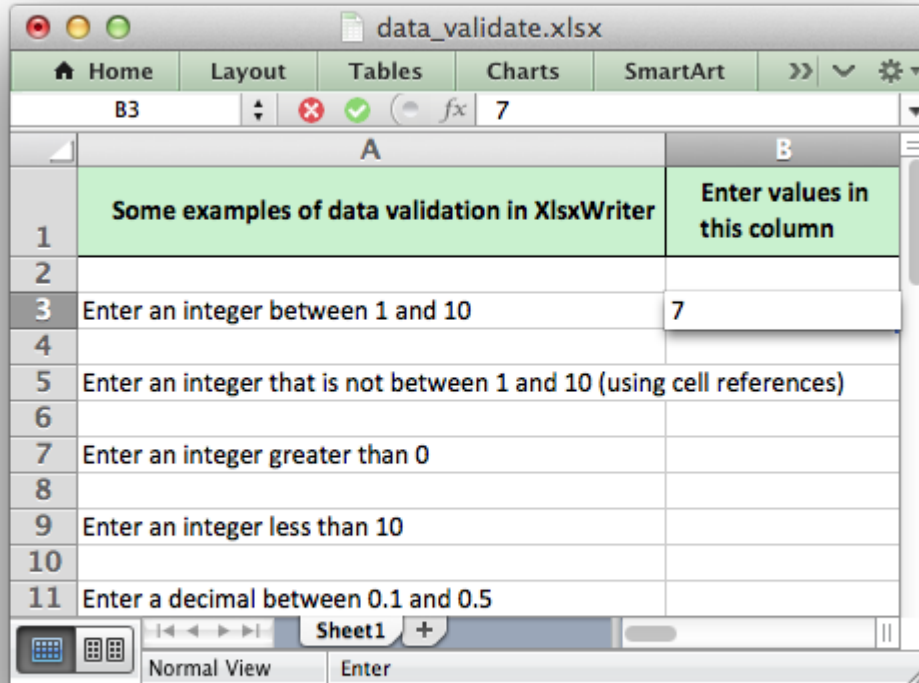 data_validate.xlsx
Home Layout Tables Charts SmartArt
B3 fx 7
A B
1 Some examples of data validation in XlsxWriter Enter values in
this column
2
3 Enter an integer between 1 and 10 7
4
5 Enter an integer that is not between 1 and 10 (using cell references)
6
7 Enter an integer greater than 0
8
9 Enter an integer less than 10
10
11 Enter a decimal between 0.1 and 0.5
Sheet1
Normal View Enter